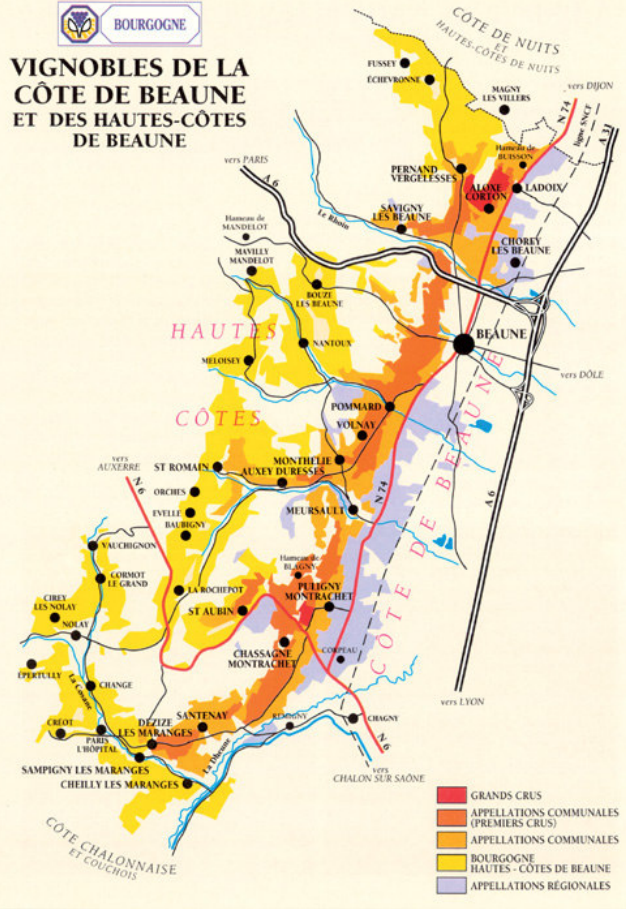 BOURGOGNE
VIGNOBLES DE LA
CÔTE DE BEAUNE
ET DES HAUTES-CÔTES
DE BEAUNE
CÔTE DE NUITS
ET
HAUTES-CÔTES DE NUITS
FUSSEY
ÉCHEVRONNE
MAGNY
LES VILLERS
vers DIJON
N 74
ligne SNCF
A 31
Hameau de
BUISSON
vers PARIS
A 6
PERNAND
VERGELESSES
ALOXE
CORTON
LADOIX
SAVIGNY
LES BEAUNE
Le Rhoin
CHOREY
LES BEAUNE
Hameau de
MANDELOT
MAVILLY
MANDELOT
BOUZE
LES BEAUNE
HAUTES
NANTOUX
BEAUNE
MELOISEY
vers DÔLE
CÔTES
POMMARD
VOLNAY
vers
AUXERRE
N 6
ST ROMAIN
MONTHELIE
AUXEY DURESSES
ORCHES
EVELLE
BAUBIGNY
MEURSAULT
N 74
A 6
CÔTE DE BEAUNE
VAUCHIGNON
Hameau de
BLAGNY
CORMOT
LE GRAND
LA ROCHEPOT
PULIGNY
MONTRACHET
CIREY
LES NOLAY
ST AUBIN
NOLAY
CHASSAGNE
MONTRACHET
CORPEAU
ÉPERTULLY
CHANGE
La Cosane
vers LYON
CRÉOT
PARIS
L'HÔPITAL
DEZIZE
LES MARANGES
SANTENAY
REMIGNY
CHAGNY
La Dheune
N 6
SAMPIGNY LES MARANGES
CHEILLY LES MARANGES
vers
CHALON SUR SAÔNE
CÔTE CHALONNAISE
ET COUCHOIS
GRANDS CRUS
APPELLATIONS COMMUNALES
(PREMIERS CRUS)
APPELLATIONS COMMUNALES
BOURGOGNE
HAUTES - CÔTES DE BEAUNE
APPELLATIONS RÉGIONALES